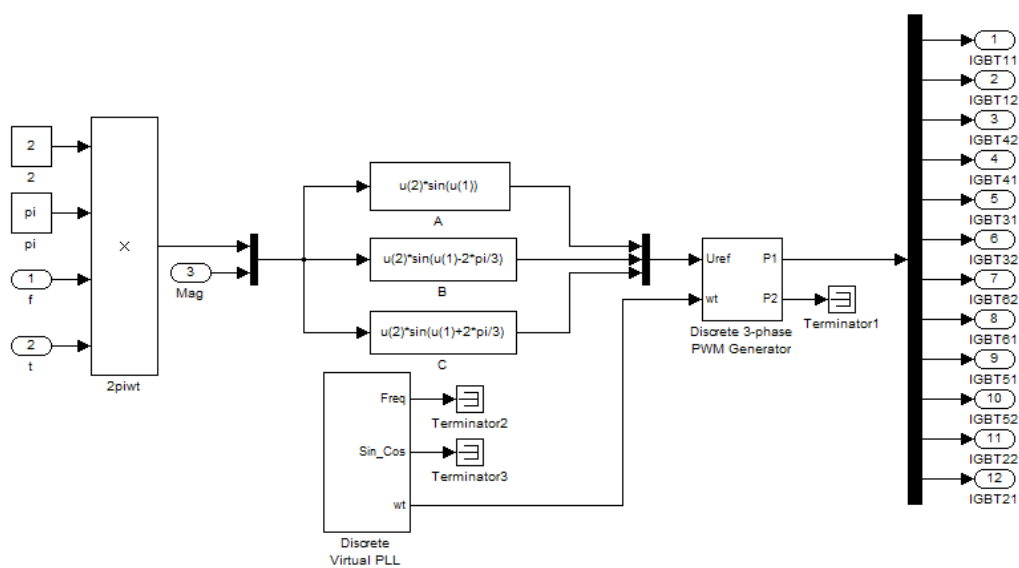 2
2
pi
pi
1
f
2
t
×
2piwt
3
Mag
u(2)*sin(u(1))
A
u(2)*sin(u(1)-2*pi/3)
B
u(2)*sin(u(1)+2*pi/3)
C
Freq
Sin_Cos
wt
Discrete
Virtual PLL
Terminator2
Terminator3
Uref
wt
P1
P2
Discrete 3-phase
PWM Generator
Terminator1
1
IGBT11
2
IGBT12
3
IGBT42
4
IGBT41
5
IGBT31
6
IGBT32
7
IGBT62
8
IGBT61
9
IGBT51
10
IGBT52
11
IGBT22
12
IGBT21